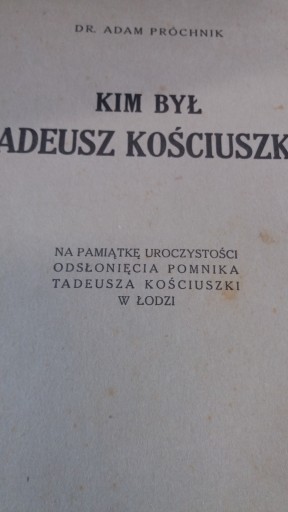 DR. ADAM PRÓCHNIK
KIM BYŁ
ADEUSZ KOŚCIUSZK
NA PAMIĄTKĘ UROCZYSTOŚCI
ODSŁONIĘCIA POMNIKA
TADEUSZA KOŚCIUSZKI
W ŁODZI